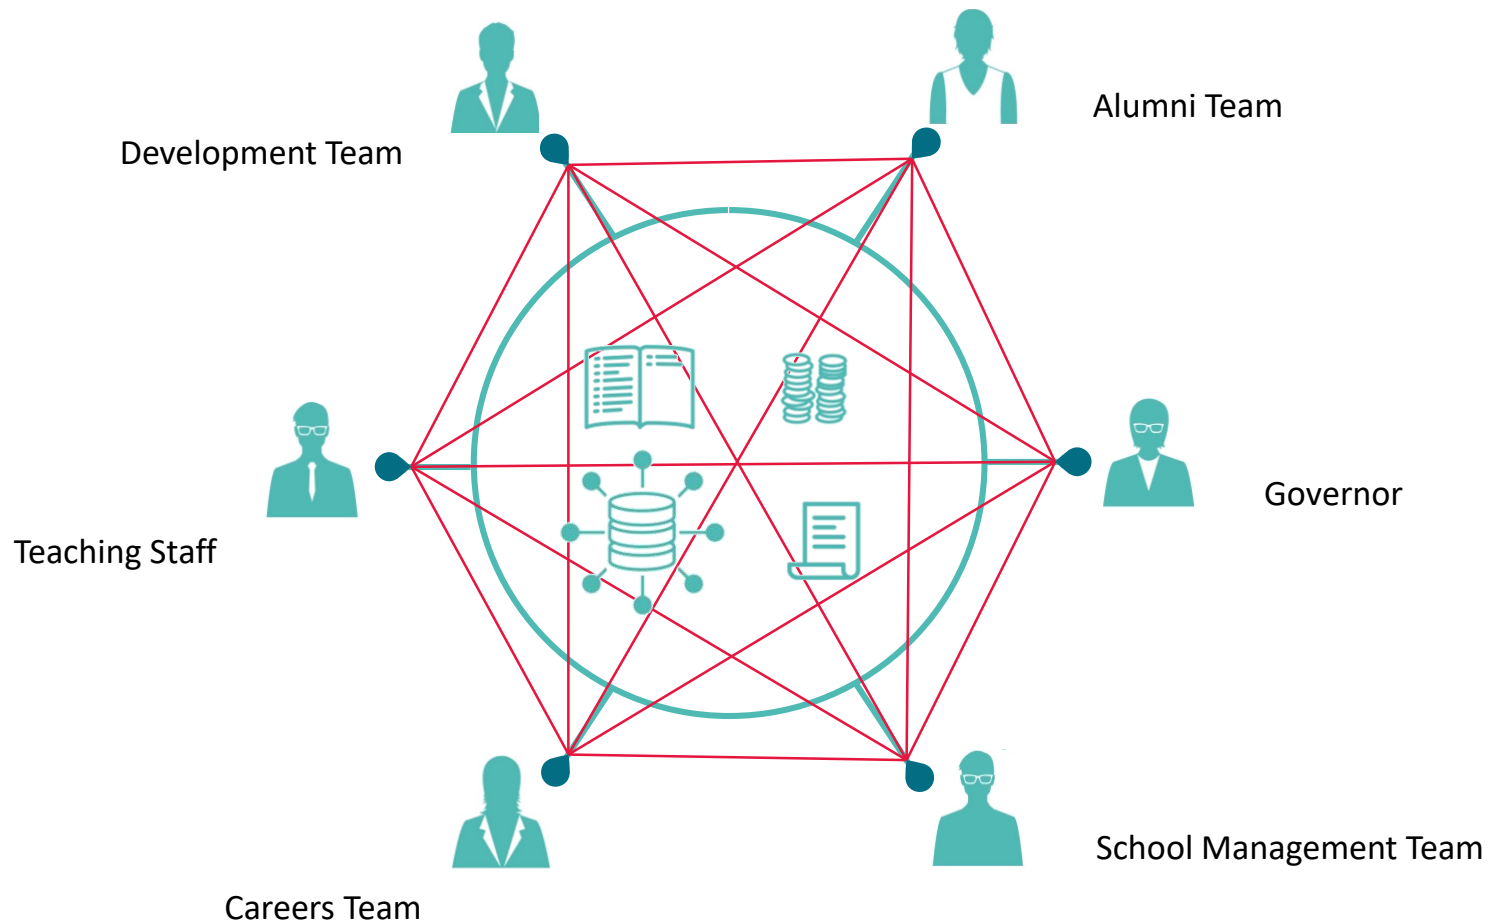 Alumni Team
Development Team
Governor
Teaching Staff
School Management Team
Careers Team